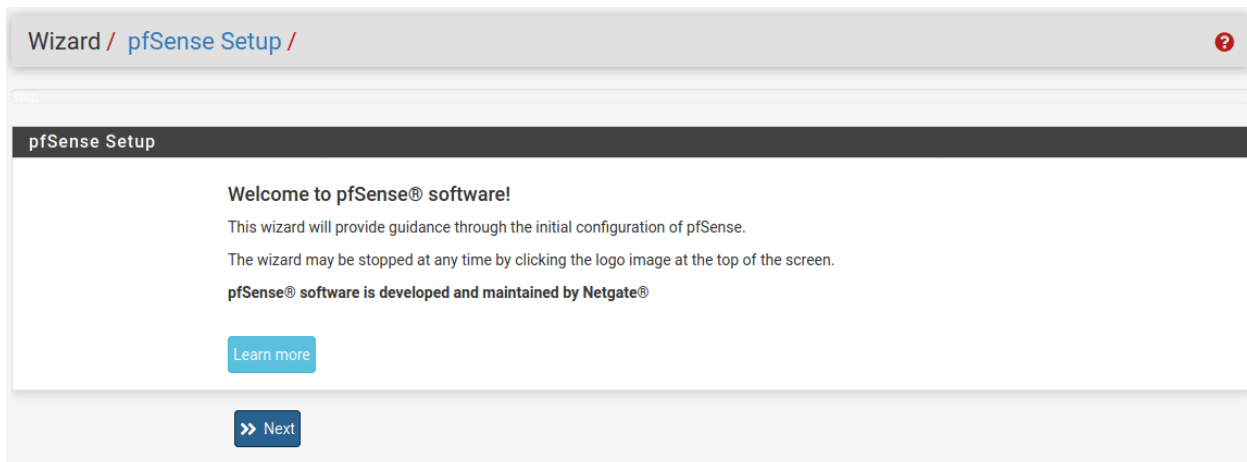 Wizard / pfSense Setup /
Step
pfSense Setup
Welcome to pfSense® software!
This wizard will provide guidance through the initial configuration of pfSense.
The wizard may be stopped at any time by clicking the logo image at the top of the screen.
pfSense® software is developed and maintained by Netgate®
Learn more
Next